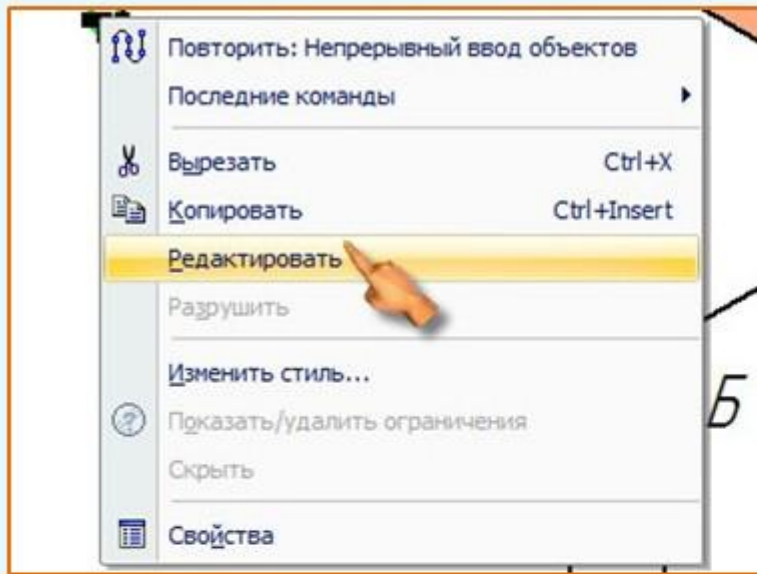 Повторить: Непрерывный ввод объектов
Последние команды
Вырезать Ctrl+X
Копировать Ctrl+Insert
Редактировать
Разрушить
Изменить стиль...
Показать/удалить ограничения
Б
Скрыть
Свойства